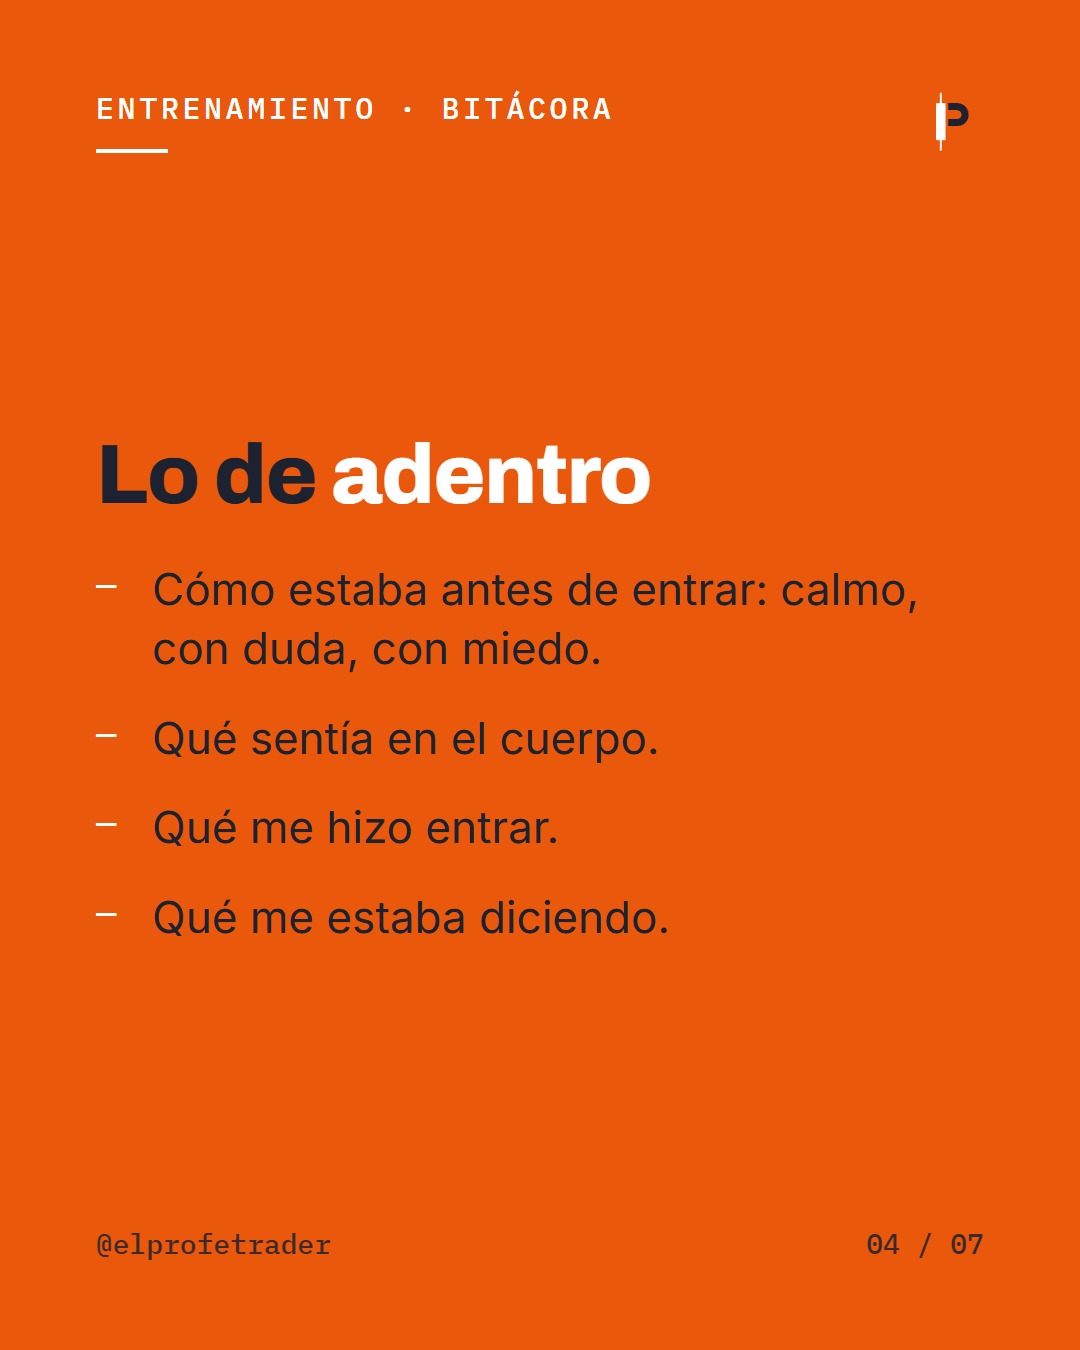 ENTRENAMIENTO · BITÁCORA
P
Lo de adentro
– Cómo estaba antes de entrar: calmo,
con duda, con miedo.
– Qué sentía en el cuerpo.
– Qué me hizo entrar.
– Qué me estaba diciendo.
@elprofetrader
04 / 07